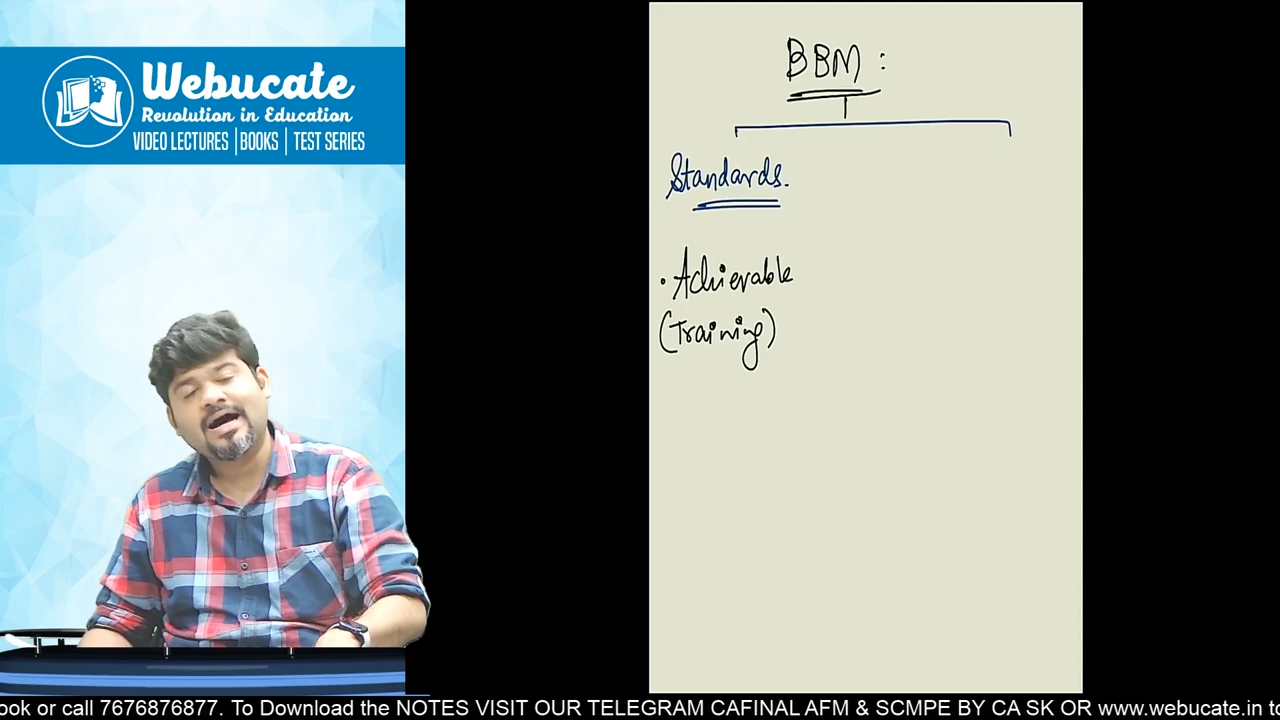 Webucate
Revolution in Education
VIDEO LECTURES | BOOKS | TEST SERIES
BBM :
Standards.
• Achievable
(Training)
ook or call 7676876877. To Download the NOTES VISIT OUR TELEGRAM CAFINAL AFM & SCMPE BY CA SK OR www.webucate.in to